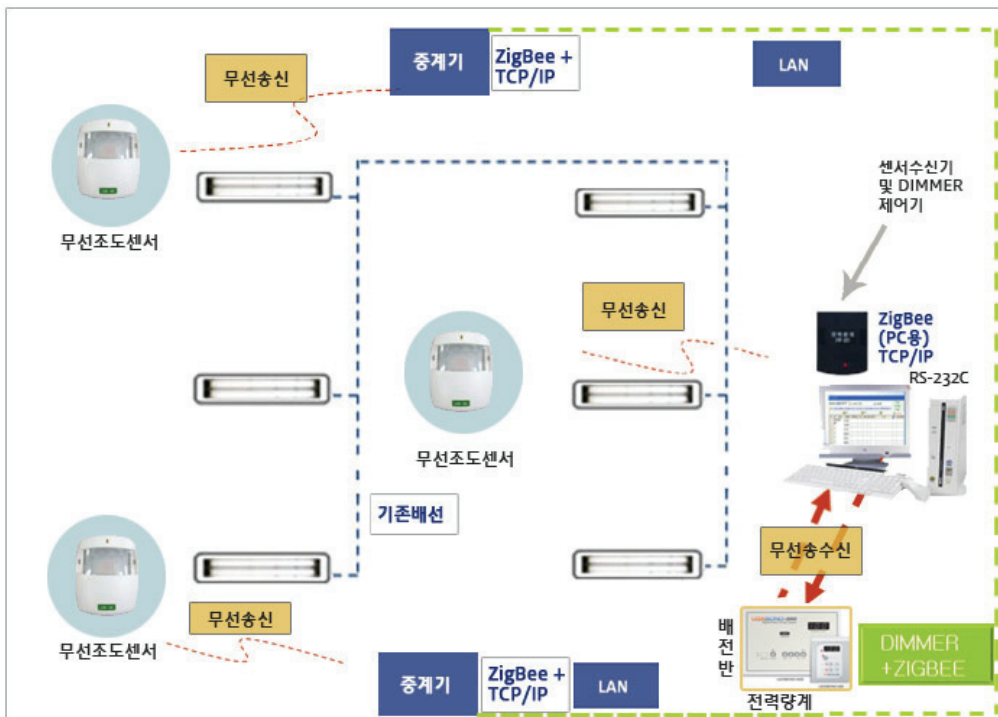 중계기
ZigBee +
TCP/IP
LAN
무선송신
무선조도센서
센서수신기
및 DIMMER
제어기
무선송신
ZigBee
(PC용)
TCP/IP
RS-232C
무선조도센서
기존배선
무선송수신
무선송신
무선조도센서
배
전
반
DIMMER
+ZIGBEE
전력량계
중계기
ZigBee +
TCP/IP
LAN